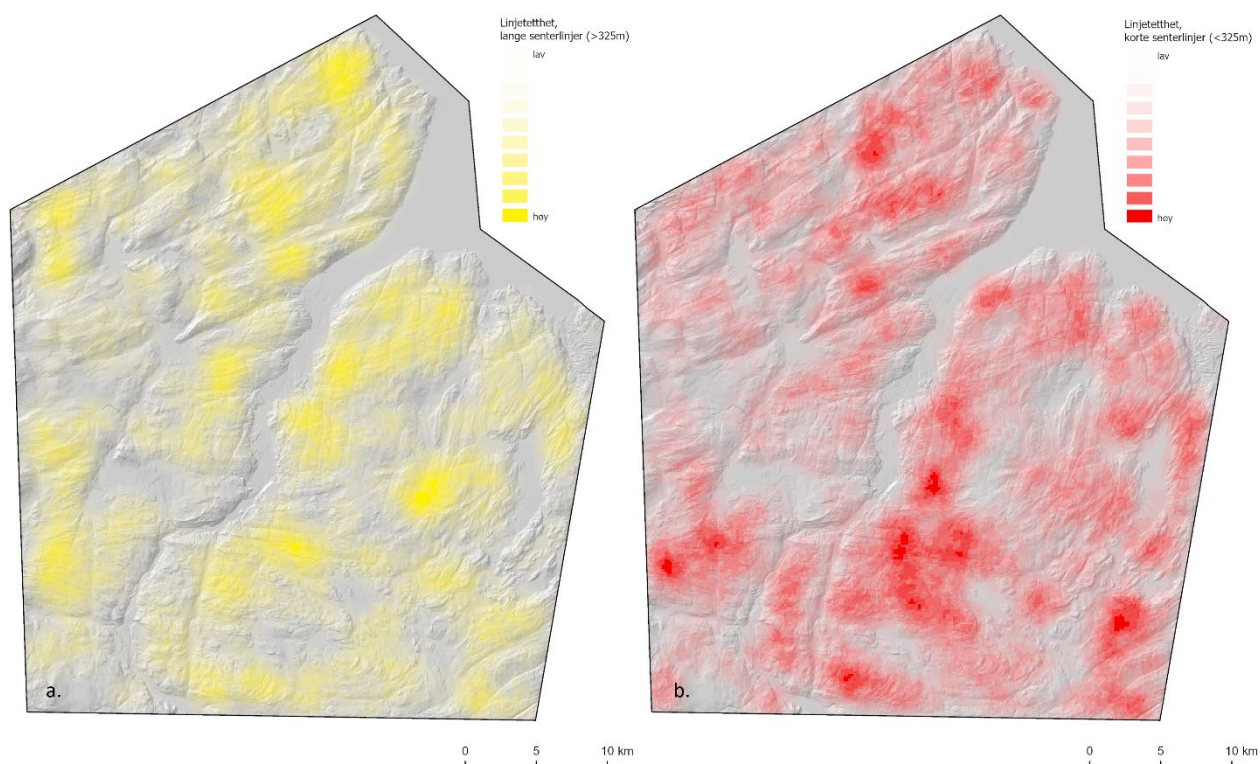 Linjetetthet,
lange senterlinjer (>325m)
lav
høy
a.
0 5 10 km
Linjetetthet,
korte senterlinjer (<325m)
lav
høy
b.
0 5 10 km